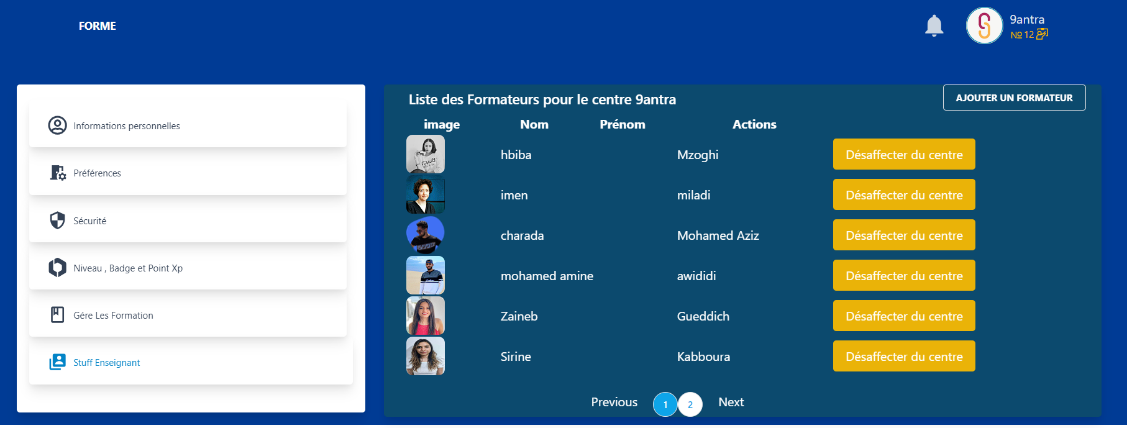 FORME
9antra
№ 12
Informations personnelles
Préférences
Sécurité
Niveau , Badge et Point Xp
Gére Les Formation
Stuff Enseignant
Liste des Formateurs pour le centre 9antra
AJOUTER UN FORMATEUR
image Nom Prénom Actions
hbiba Mzoghi Désaffecter du centre
imen miladi Désaffecter du centre
charada Mohamed Aziz Désaffecter du centre
mohamed amine awididi Désaffecter du centre
Zaineb Gueddich Désaffecter du centre
Sirine Kabboura Désaffecter du centre
Previous 1 2 Next